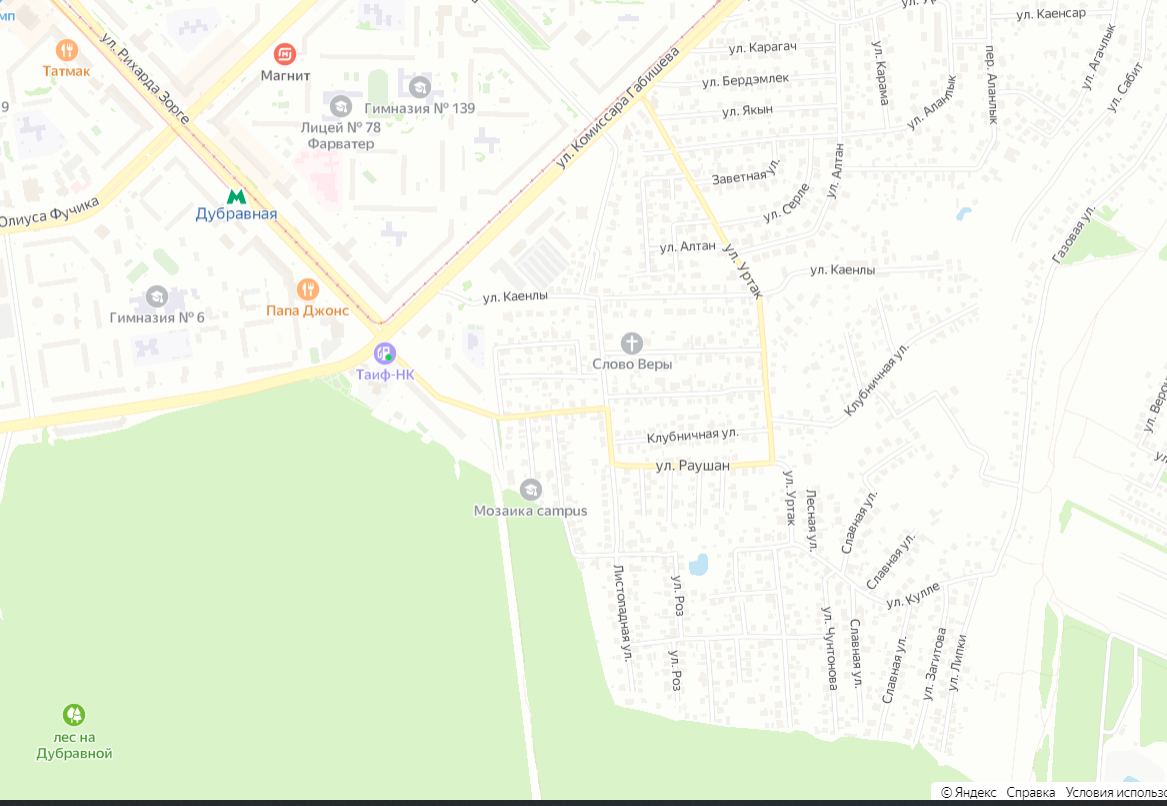 мп
Татмак
9
ул. Рихарда Зорге
Магнит
Гимназия № 139
Лицей № 78
Фарватер
ул. Комиссара Габишева
ул. Карагач
ул. Бердэмлек
ул. Якын
ул. Карама
ул. Аланлык
пер. Аланлык
ул. Каенсар
ул. Агачлык
ул. Сабит
Заветная ул.
ул. Серле
ул. Алтан
ул. Алтан
ул. Уртак
Юлиуса Фучика
Дубравная
Газовая ул.
ул. Каенлы
ул. Каенлы
Гимназия № 6
Папа Джонс
Таиф-НК
Слово Веры
Клубничная ул.
Клубничная ул.
ул. Раушан
ул. Уртак
Лесная ул.
Славная ул.
Славная ул.
Мозаика campus
Листопадная ул.
ул. Роз
ул. Роз
ул. Кулле
ул. Чунтонова
Славная ул.
Славная ул.
ул. Загитова
ул. Липки
лес на
Дубравной
© Яндекс Справка Условия использо